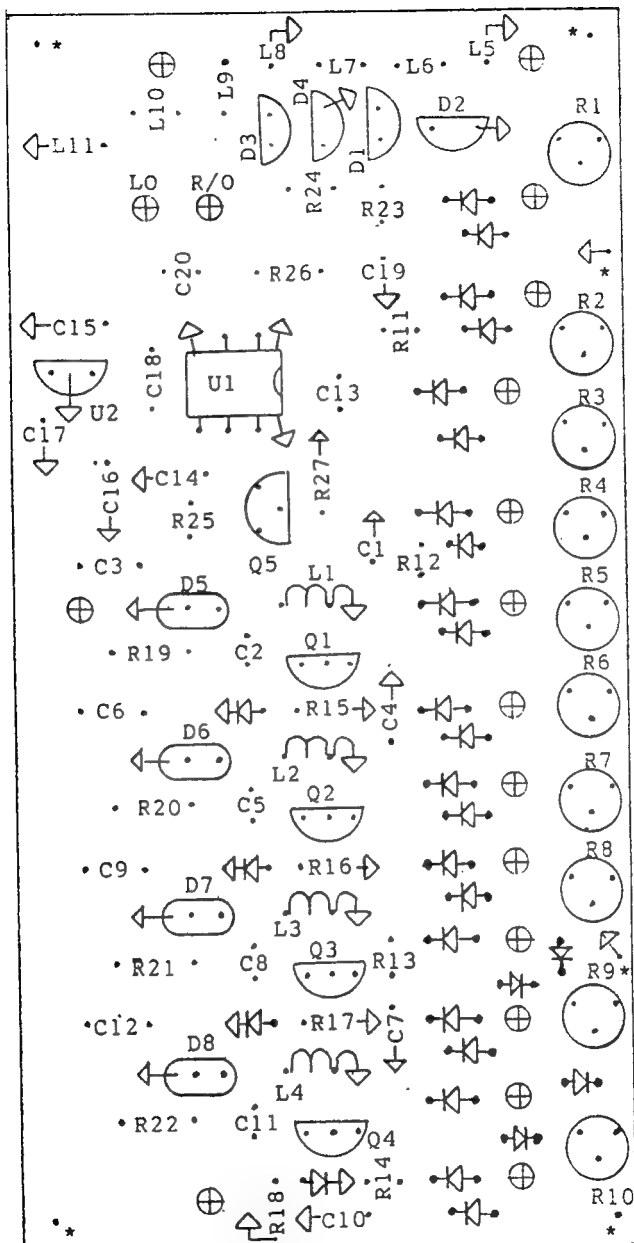 * L8 L5 *
L10 L9 L7 L6
D4 D2 R1
L11 D3 D1
LO R/O R24 R23
C20 R26 C19 *
R2
C15 R11
C18 U1 C13
U2 R3
C17
C16 C14 R27 R4
R25
C3 Q5 C1 R12
D5 L1 R5
R19 C2 Q1
R6
C6 R15 C4
D6 L2 R7
R20 C5 Q2
R8
C9 R16
D7 L3
R21 C8 Q3 R13 R9*
C12 R17 C7
D8 L4
R22 C11 Q4
R18 R14 R10
* C10 *